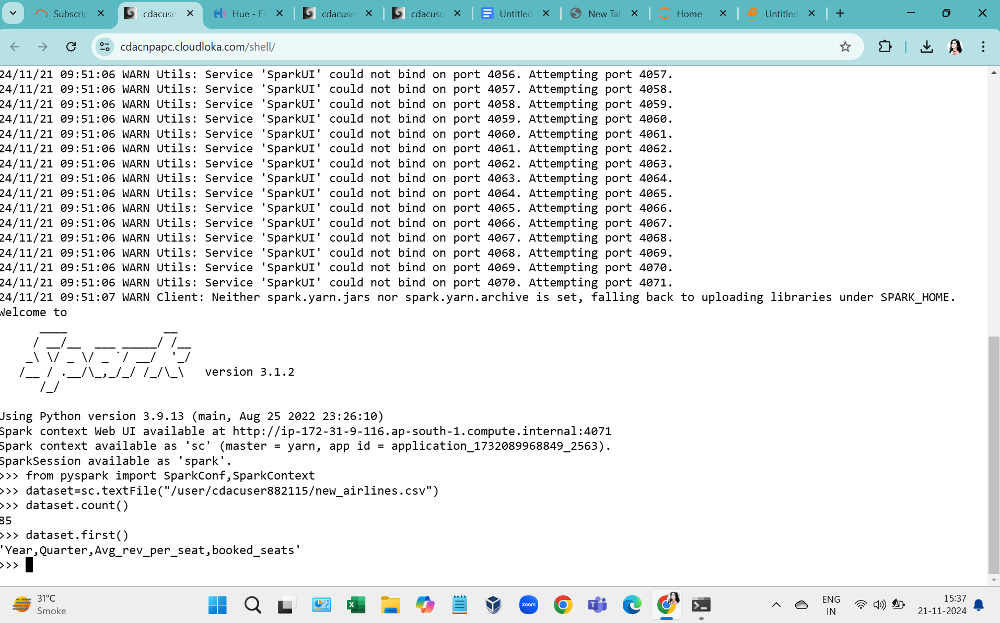 Subscrip
cdacuse
Hue - Fi
cdacuse
cdacuse
Untitled
New Tab
Home
Untitled
cdacnpapc.cloudloka.com/shell/
24/11/21 09:51:06 WARN Utils: Service 'SparkUI' could not bind on port 4056. Attempting port 4057.
24/11/21 09:51:06 WARN Utils: Service 'SparkUI' could not bind on port 4057. Attempting port 4058.
24/11/21 09:51:06 WARN Utils: Service 'SparkUI' could not bind on port 4058. Attempting port 4059.
24/11/21 09:51:06 WARN Utils: Service 'SparkUI' could not bind on port 4059. Attempting port 4060.
24/11/21 09:51:06 WARN Utils: Service 'SparkUI' could not bind on port 4060. Attempting port 4061.
24/11/21 09:51:06 WARN Utils: Service 'SparkUI' could not bind on port 4061. Attempting port 4062.
24/11/21 09:51:06 WARN Utils: Service 'SparkUI' could not bind on port 4062. Attempting port 4063.
24/11/21 09:51:06 WARN Utils: Service 'SparkUI' could not bind on port 4063. Attempting port 4064.
24/11/21 09:51:06 WARN Utils: Service 'SparkUI' could not bind on port 4064. Attempting port 4065.
24/11/21 09:51:06 WARN Utils: Service 'SparkUI' could not bind on port 4065. Attempting port 4066.
24/11/21 09:51:06 WARN Utils: Service 'SparkUI' could not bind on port 4066. Attempting port 4067.
24/11/21 09:51:06 WARN Utils: Service 'SparkUI' could not bind on port 4067. Attempting port 4068.
24/11/21 09:51:06 WARN Utils: Service 'SparkUI' could not bind on port 4068. Attempting port 4069.
24/11/21 09:51:06 WARN Utils: Service 'SparkUI' could not bind on port 4069. Attempting port 4070.
24/11/21 09:51:06 WARN Utils: Service 'SparkUI' could not bind on port 4070. Attempting port 4071.
24/11/21 09:51:07 WARN Client: Neither spark.yarn.jars nor spark.yarn.archive is set, falling back to uploading libraries under SPARK_HOME.
Welcome to
      ____              __
     / __/__  ___ _____/ /__
    _\ \/ _ \/ _ `/ __/  '_/
   /__ / .__/\_,_/_/ /_/\_\   version 3.1.2
      /_/
Using Python version 3.9.13 (main, Aug 25 2022 23:26:10)
Spark context Web UI available at http://ip-172-31-9-116.ap-south-1.compute.internal:4071
Spark context available as 'sc' (master = yarn, app id = application_1732089968849_2563).
SparkSession available as 'spark'.
>>> from pyspark import SparkConf,SparkContext
>>> dataset=sc.textFile("/user/cdacuser882115/new_airlines.csv")
>>> dataset.count()
85
>>> dataset.first()
'Year,Quarter,Avg_rev_per_seat,booked_seats'
>>>
31°C
Smoke
zoom
ENG
IN
15:37
21-11-2024